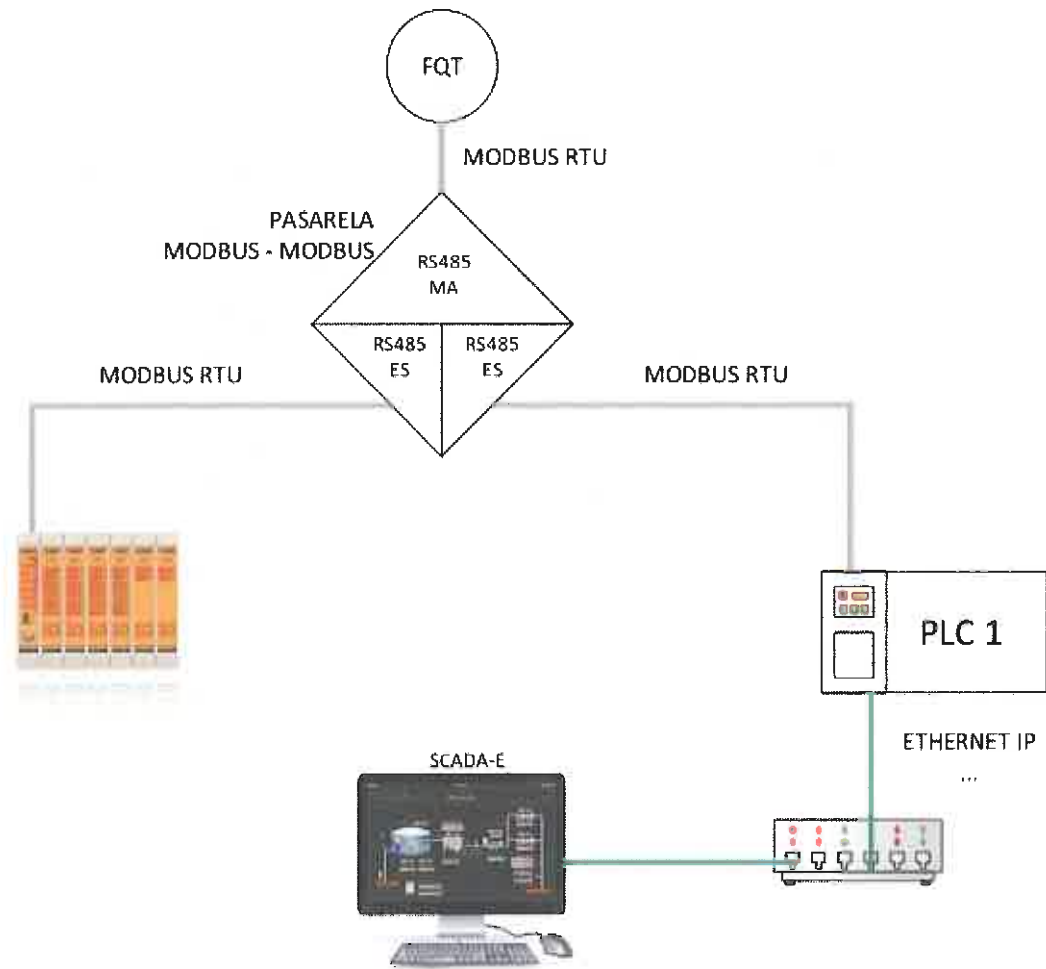 FQT
MODBUS RTU
PASARELA
MODBUS - MODBUS
RS485
MA
RS485
ES
RS485
ES
MODBUS RTU
MODBUS RTU
PLC 1
ETHERNET IP
...
SCADA-E